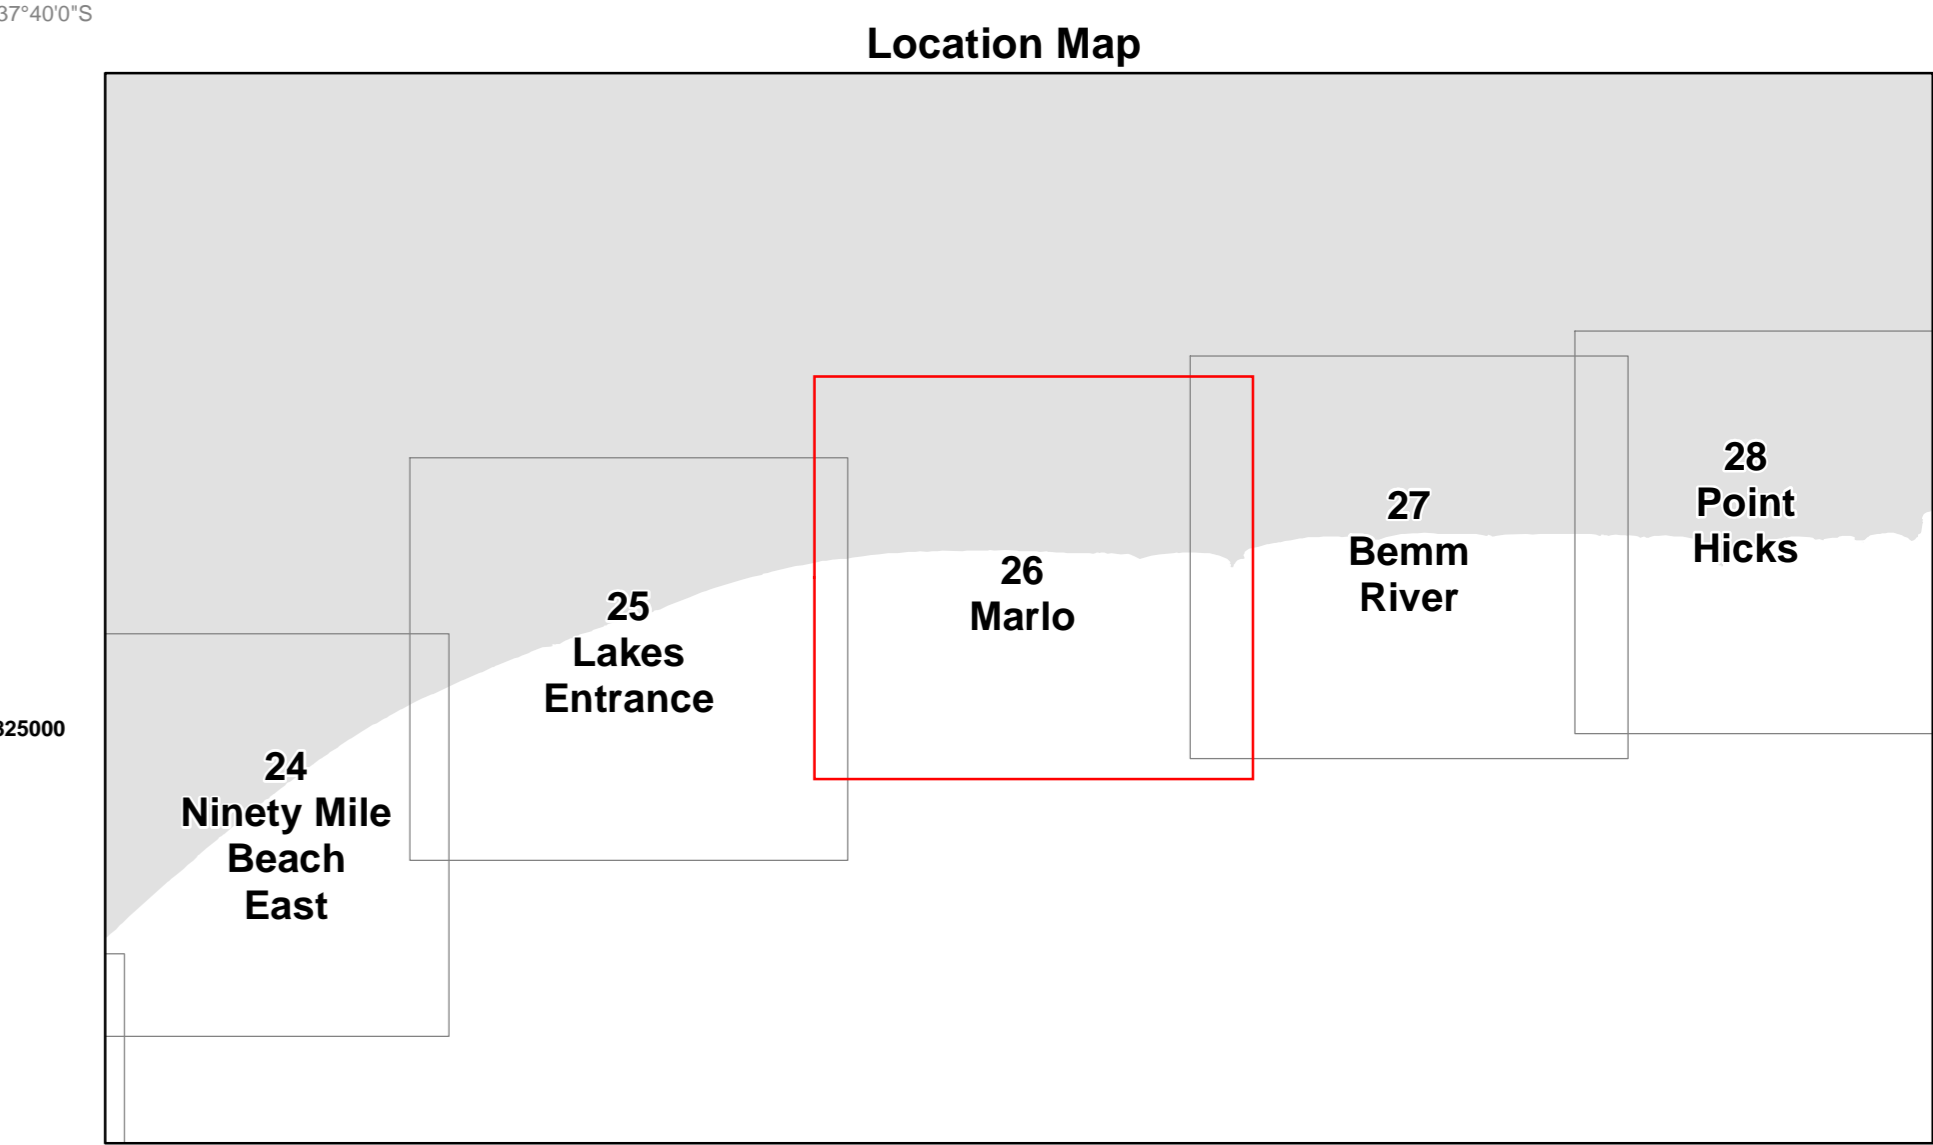 37°40'0"S
Location Map
28
Point
Hicks
27
Bemm
River
26
Marlo
25
Lakes
Entrance
325000
24
Ninety Mile
Beach
East